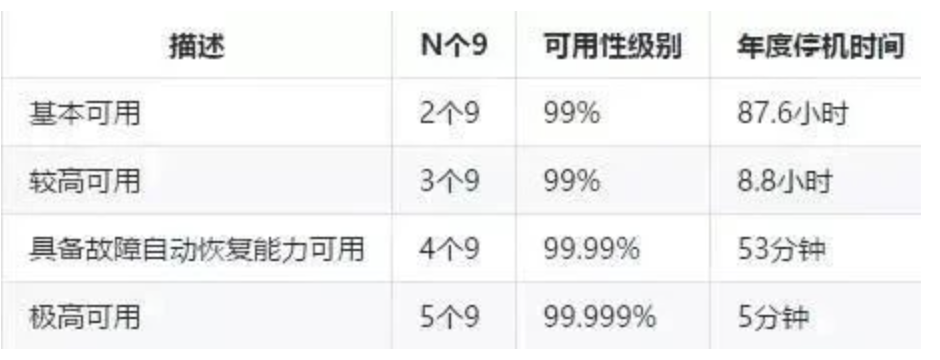 描述 N个9 可用性级别 年度停机时间
基本可用 2个9 99% 87.6小时
较高可用 3个9 99% 8.8小时
具备故障自动恢复能力可用 4个9 99.99% 53分钟
极高可用 5个9 99.999% 5分钟